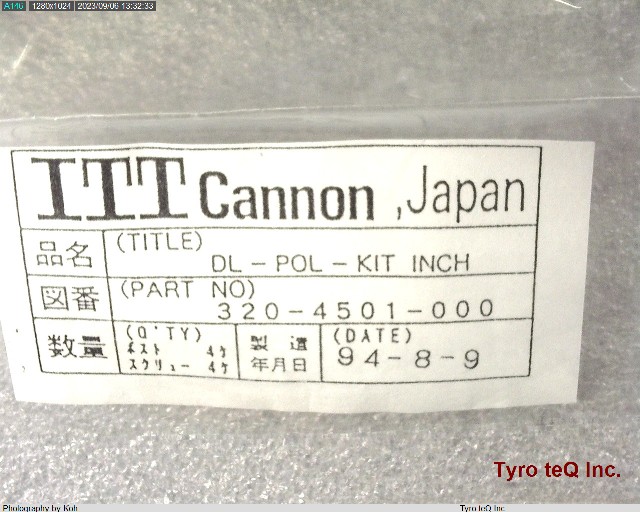 A146 1280x1024 2023/09/06 13:32:33
ITT Cannon, Japan
品名 (TITLE) DL-POL-KIT INCH
図番 (PART NO) 320-4501-000
数量 (Q'TY) ネスト 4ケ スクリュー 4ケ
製造年月日 (DATE) 94-8-9
Tyro teQ Inc.
Photography by Koh Tyro teQ Inc